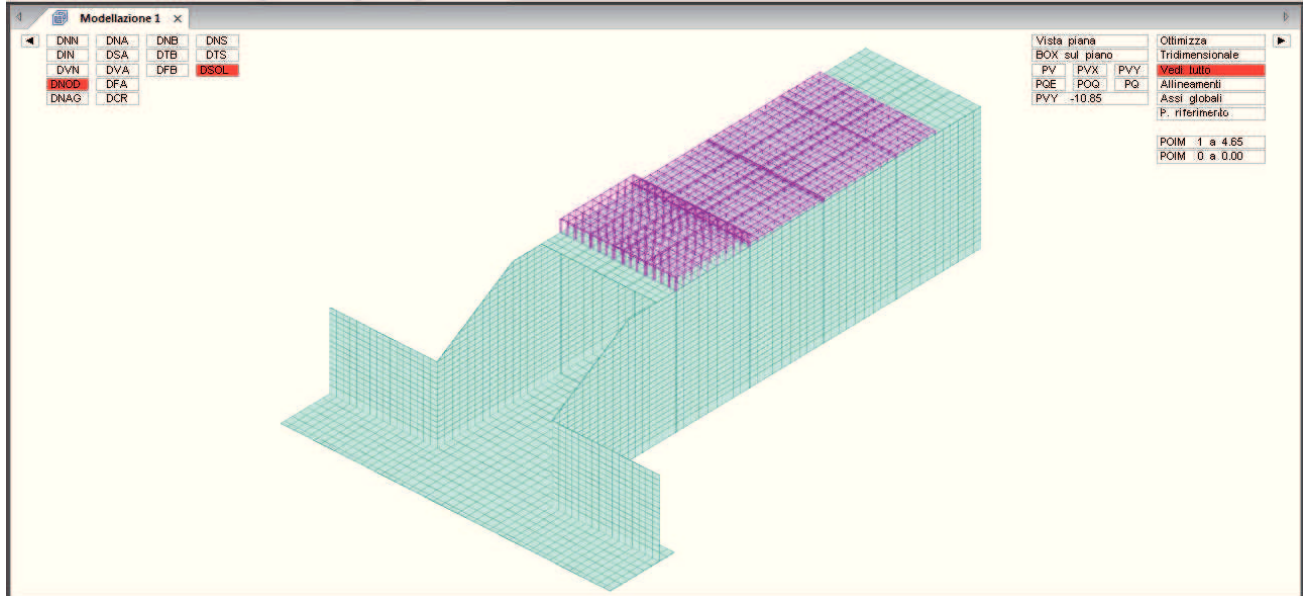 Modellazione 1
DNN DNA DNB DNS Vista piana Ottimizza
DIN DSA DTB DTS BOX sul piano Tridimensionale
DVN DVA DFB DSOL PV PVX PVY Vedi tutto
DNOD DFA PQE POQ PQ Allineamenti
DNAG DCR PVY -10.85 Assi globali
P. riferimento
POIM 1 a 4.65
POIM 0 a 0.00